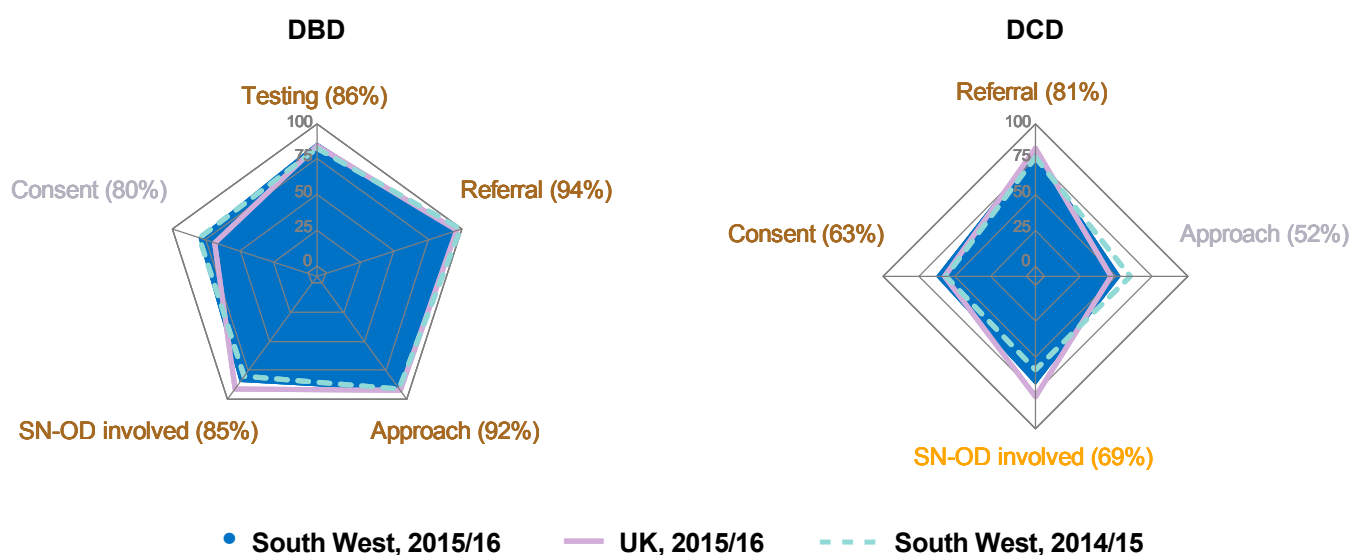 DBD
DCD
Testing (86%)
Referral (81%)
100
75
50
25
0
100
75
50
25
0
Consent (80%)
Referral (94%)
Consent (63%)
Approach (52%)
SN-OD involved (85%)
Approach (92%)
SN-OD involved (69%)
South West, 2015/16
UK, 2015/16
South West, 2014/15